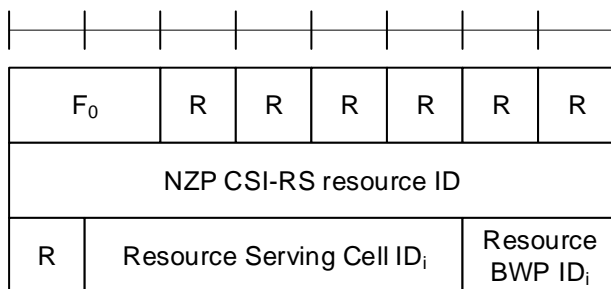 F₀ R R R R R R
NZP CSI-RS resource ID
R Resource Serving Cell IDᵢ Resource
BWP IDᵢ